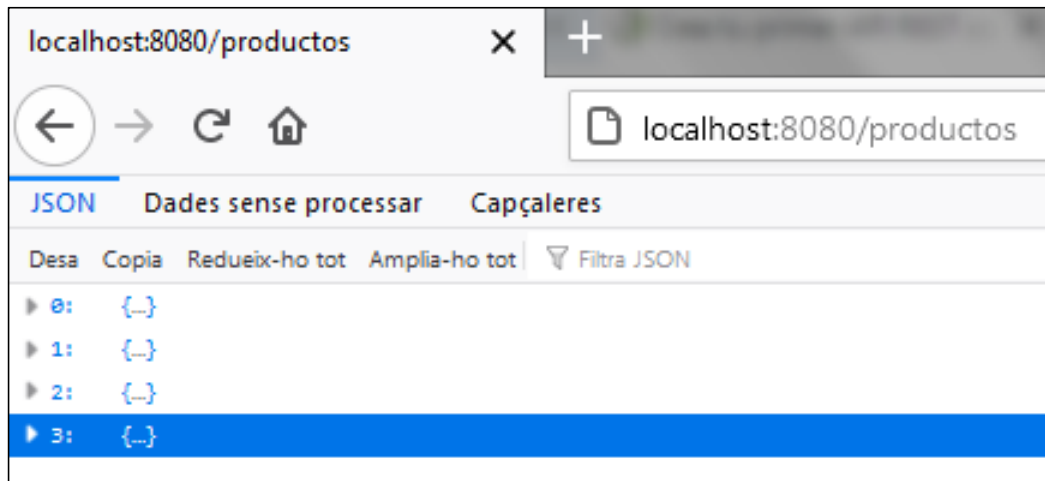 localhost:8080/productos
localhost:8080/productos
JSON Dades sense processar Capçaleres
Desa Copia Redueix-ho tot Amplia-ho tot Filtra JSON
0: {…}
1: {…}
2: {…}
3: {…}